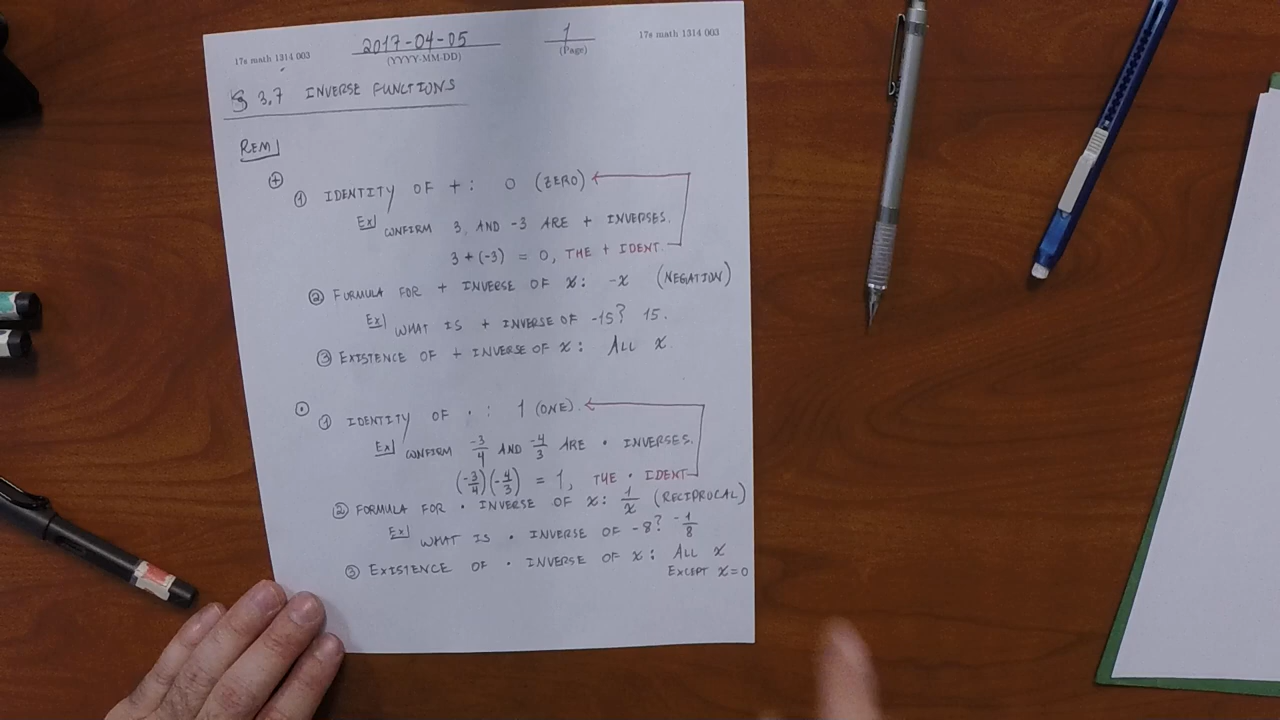 17s math 1314 003 2017-04-05 1 17s math 1314 003
(YYYY-MM-DD) (Page)
§ 3.7 INVERSE FUNCTIONS
REM
+
① IDENTITY OF + : 0 (ZERO)
Ex CONFIRM 3 AND -3 ARE + INVERSES.
3 + (-3) = 0, THE + IDENT.
② FORMULA FOR + INVERSE OF x: -x (NEGATION)
Ex WHAT IS + INVERSE OF -15? 15.
③ EXISTENCE OF + INVERSE OF x: ALL x
·
① IDENTITY OF · : 1 (ONE).
Ex CONFIRM -3/4 AND -4/3 ARE · INVERSES.
(-3/4)(-4/3) = 1, THE · IDENT
② FORMULA FOR · INVERSE OF x: 1/x (RECIPROCAL)
Ex WHAT IS · INVERSE OF -8? -1/8
③ EXISTENCE OF · INVERSE OF x: ALL x
EXCEPT x=0